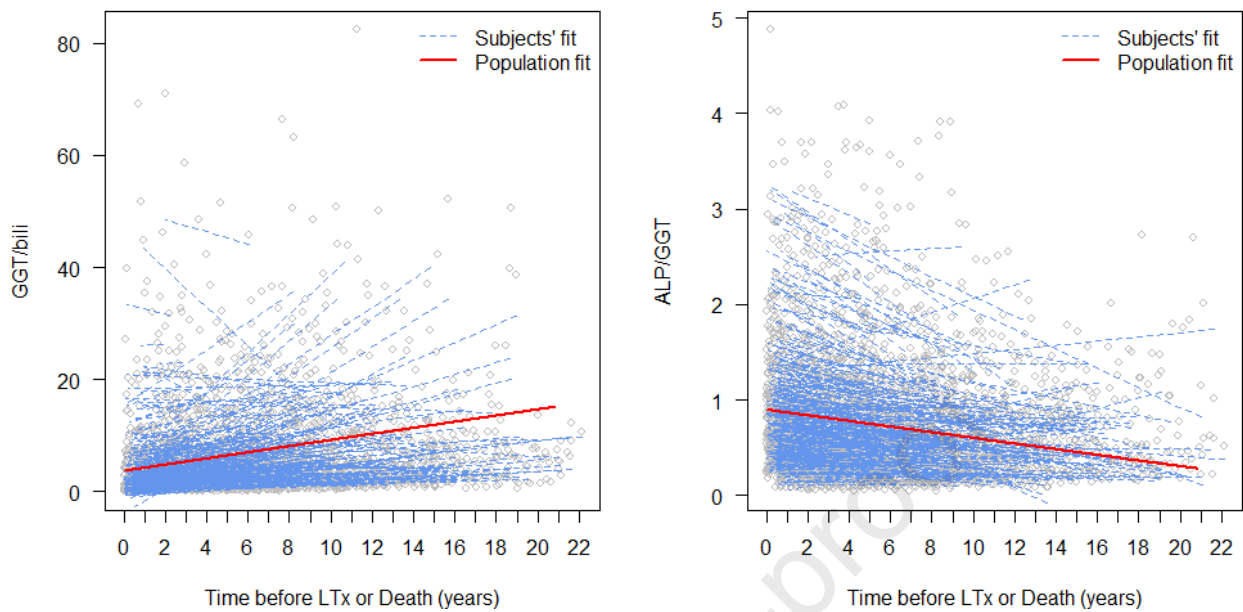 Subjects' fit
Population fit
80
60
40
20
0
GGT/bili
0 2 4 6 8 10 12 14 16 18 20 22
Time before LTx or Death (years)
Subjects' fit
Population fit
5
4
3
2
1
0
ALP/GGT
0 2 4 6 8 10 12 14 16 18 20 22
Time before LTx or Death (years)